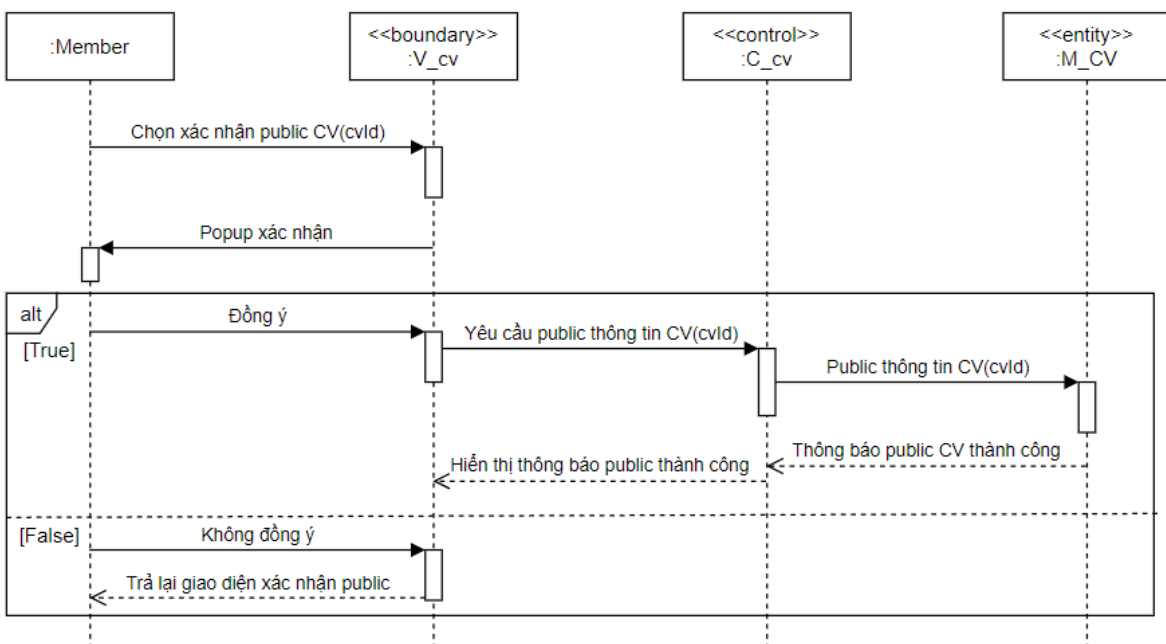 :Member
<<boundary>>
:V_cv
<<control>>
:C_cv
<<entity>>
:M_CV
Chọn xác nhận public CV(cvId)
Popup xác nhận
alt
Đồng ý
[True]
Yêu cầu public thông tin CV(cvId)
Public thông tin CV(cvId)
Thông báo public CV thành công
Hiển thị thông báo public thành công
[False]
Không đồng ý
Trả lại giao diện xác nhận public